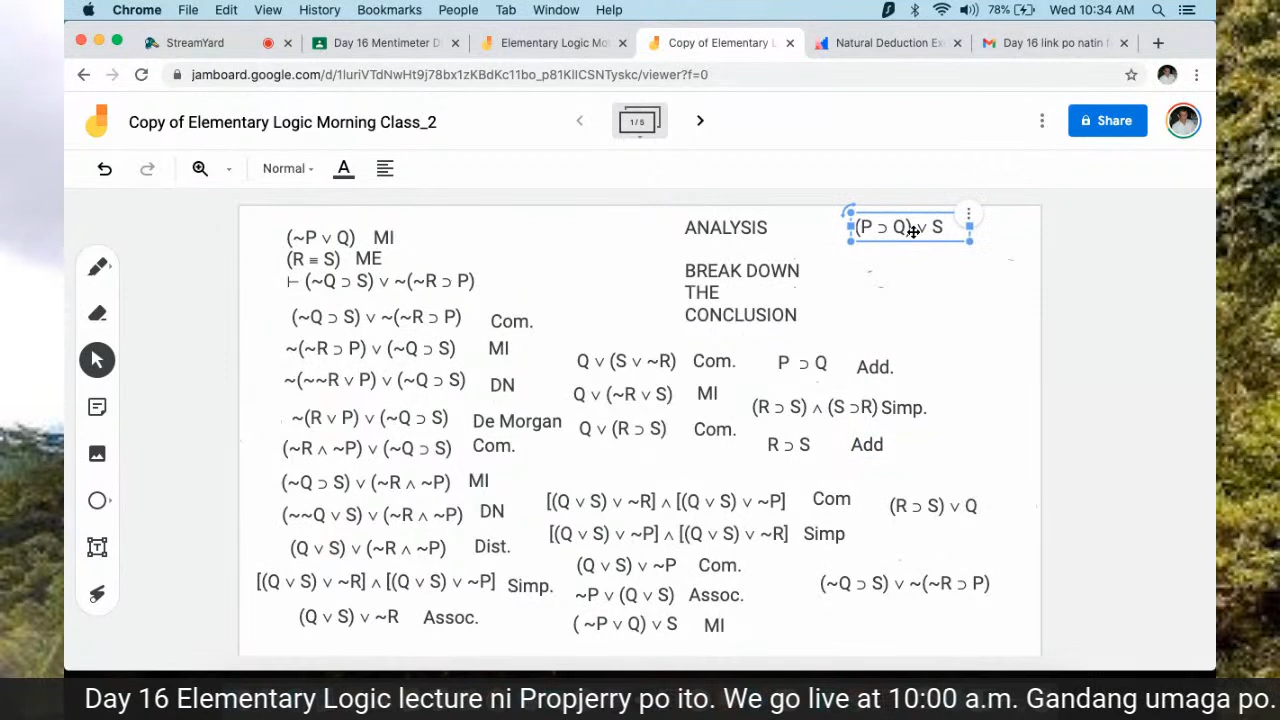 Chrome File Edit View History Bookmarks People Tab Window Help 78% Wed 10:34 AM
StreamYard Day 16 Mentimeter D Elementary Logic Mo Copy of Elementary L Natural Deduction Ex Day 16 link po natin
jamboard.google.com/d/1luriVTdNwHt9j78bx1zKBdKc11bo_p81KlICSNTyskc/viewer?f=0
Copy of Elementary Logic Morning Class_2 1/5 Share
Normal A
(~P ∨ Q) MI
(R ≡ S) ME
⊢ (~Q ⊃ S) ∨ ~(~R ⊃ P)
(~Q ⊃ S) ∨ ~(~R ⊃ P) Com.
~(~R ⊃ P) ∨ (~Q ⊃ S) MI
~(~~R ∨ P) ∨ (~Q ⊃ S) DN
~(R ∨ P) ∨ (~Q ⊃ S) De Morgan
(~R ∧ ~P) ∨ (~Q ⊃ S) Com.
(~Q ⊃ S) ∨ (~R ∧ ~P) MI
(~~Q ∨ S) ∨ (~R ∧ ~P) DN
(Q ∨ S) ∨ (~R ∧ ~P) Dist.
[(Q ∨ S) ∨ ~R] ∧ [(Q ∨ S) ∨ ~P] Simp.
(Q ∨ S) ∨ ~R Assoc.
ANALYSIS (P ⊃ Q) ∨ S
BREAK DOWN
THE
CONCLUSION
Q ∨ (S ∨ ~R) Com.
Q ∨ (~R ∨ S) MI
Q ∨ (R ⊃ S) Com.
P ⊃ Q Add.
(R ⊃ S) ∧ (S ⊃R) Simp.
R ⊃ S Add
[(Q ∨ S) ∨ ~R] ∧ [(Q ∨ S) ∨ ~P] Com
[(Q ∨ S) ∨ ~P] ∧ [(Q ∨ S) ∨ ~R] Simp
(Q ∨ S) ∨ ~P Com.
~P ∨ (Q ∨ S) Assoc.
( ~P ∨ Q) ∨ S MI
(R ⊃ S) ∨ Q
(~Q ⊃ S) ∨ ~(~R ⊃ P)
Day 16 Elementary Logic lecture ni Propjerry po ito. We go live at 10:00 a.m. Gandang umaga po.